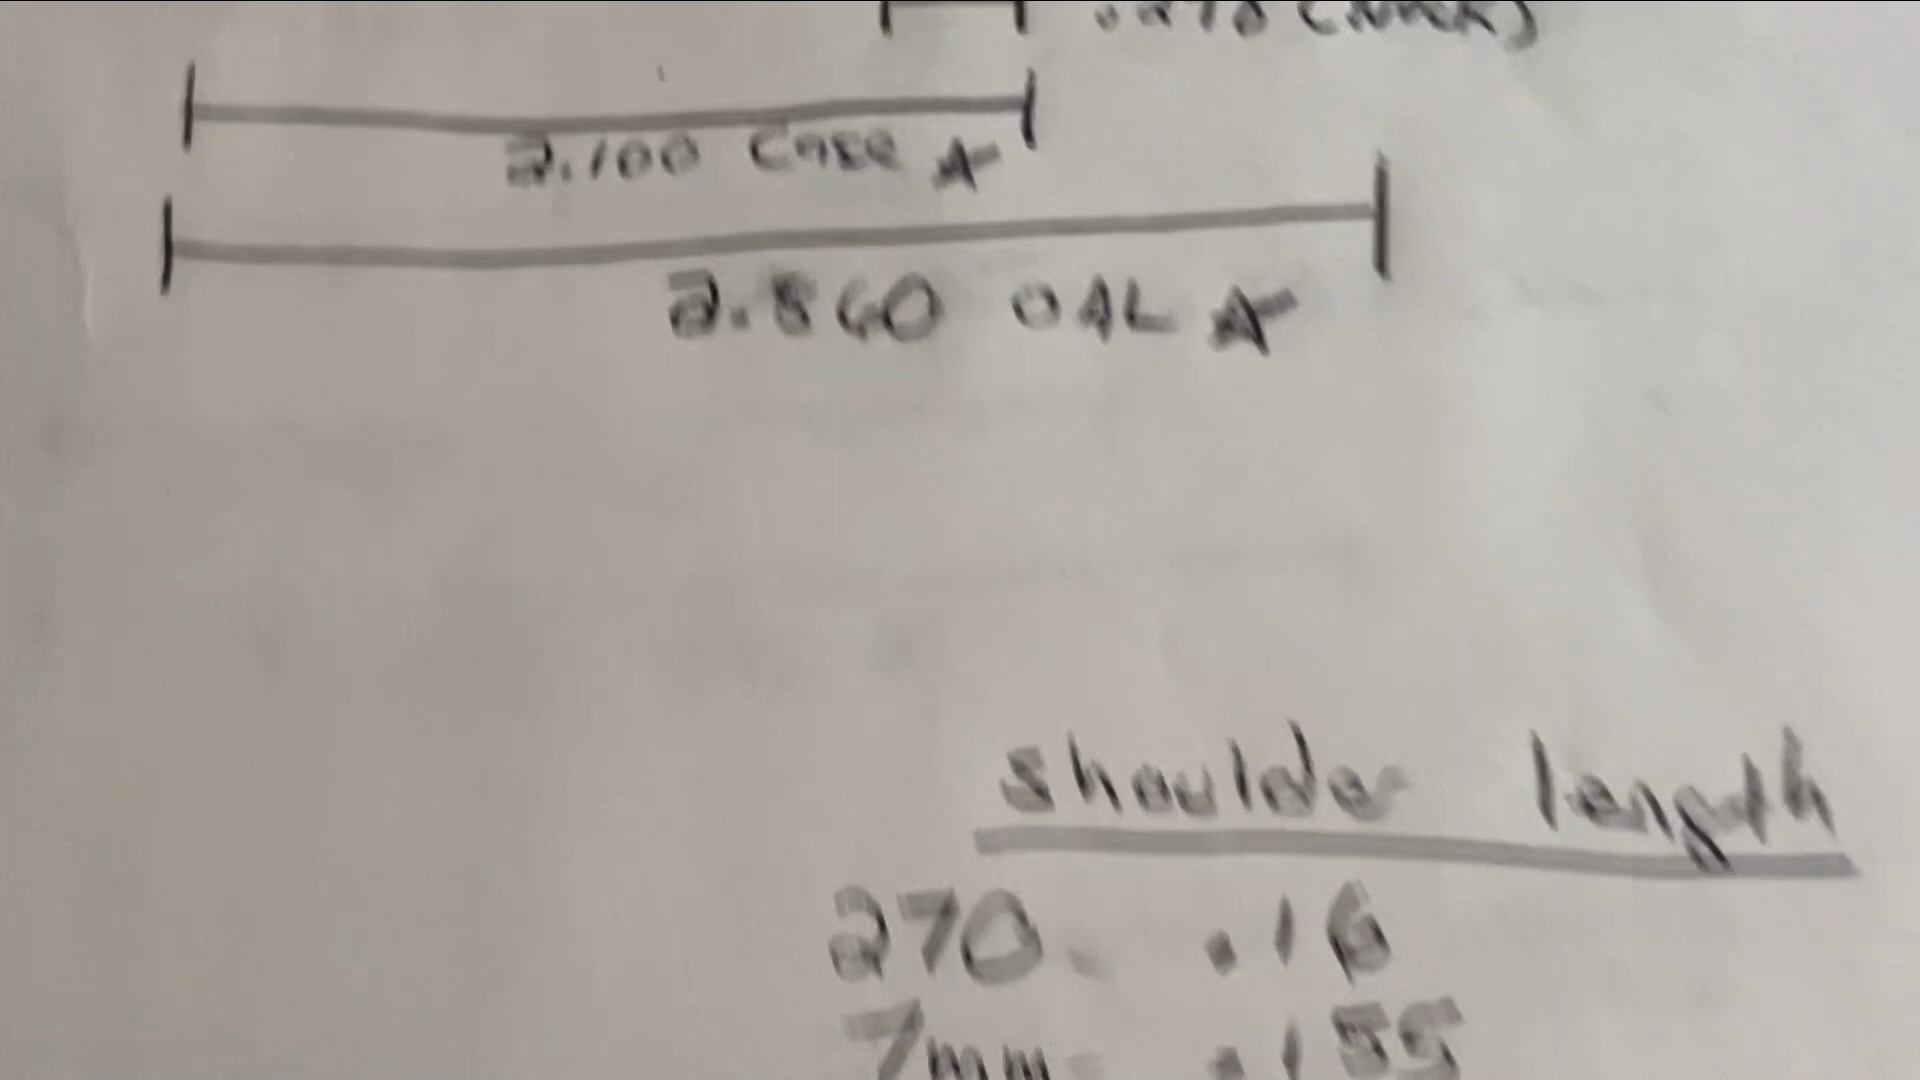 2.100 Case
2.860 OAL
shoulder length
270 - .16
7mm - .155